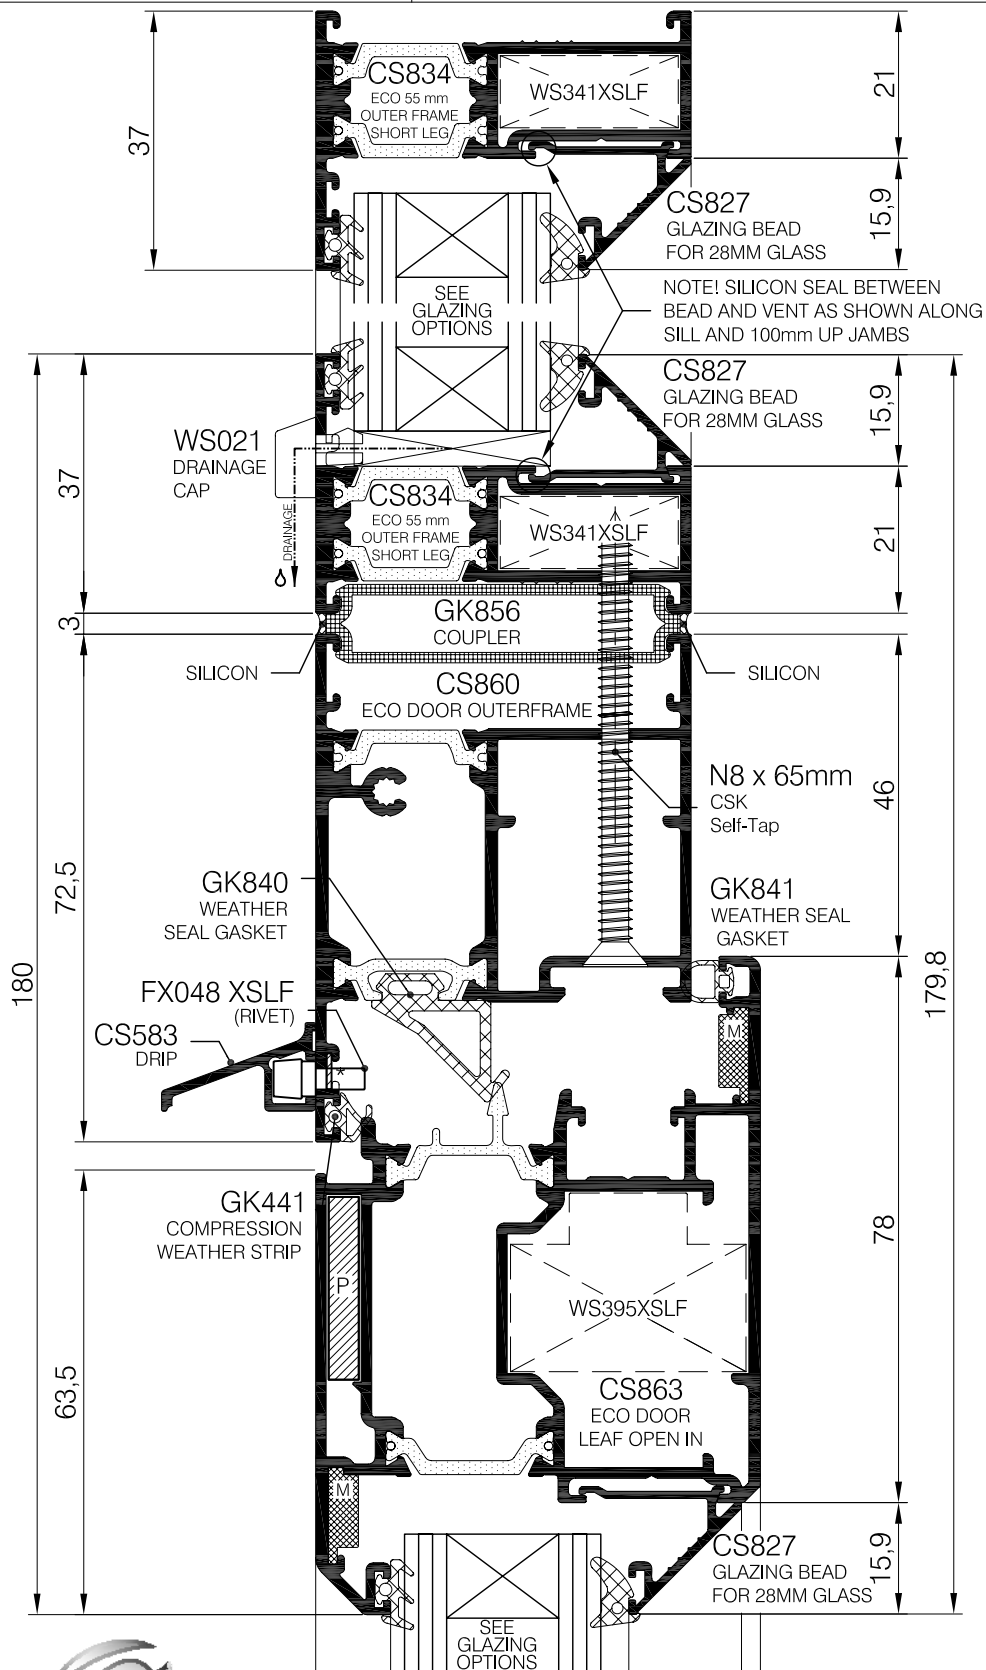 CS834
ECO 55 mm
OUTER FRAME
SHORT LEG
WS341XSLF
21
37
15,9
CS827
GLAZING BEAD
FOR 28MM GLASS
NOTE! SILICON SEAL BETWEEN
BEAD AND VENT AS SHOWN ALONG
SILL AND 100mm UP JAMBS
SEE
GLAZING
OPTIONS
CS827
GLAZING BEAD
FOR 28MM GLASS
15,9
WS021
DRAINAGE
CAP
37
DRAINAGE
CS834
ECO 55 mm
OUTER FRAME
SHORT LEG
WS341XSLF
21
3
GK856
COUPLER
SILICON
SILICON
CS860
ECO DOOR OUTERFRAME
N8 x 65mm
CSK
Self-Tap
46
72,5
GK840
WEATHER
SEAL GASKET
GK841
WEATHER SEAL
GASKET
180
179,8
FX048 XSLF
(RIVET)
CS583
DRIP
*
M
GK441
COMPRESSION
WEATHER STRIP
P
78
WS395XSLF
63,5
CS863
ECO DOOR
LEAF OPEN IN
M
CS827
GLAZING BEAD
FOR 28MM GLASS
15,9
SEE
GLAZING
OPTIONS